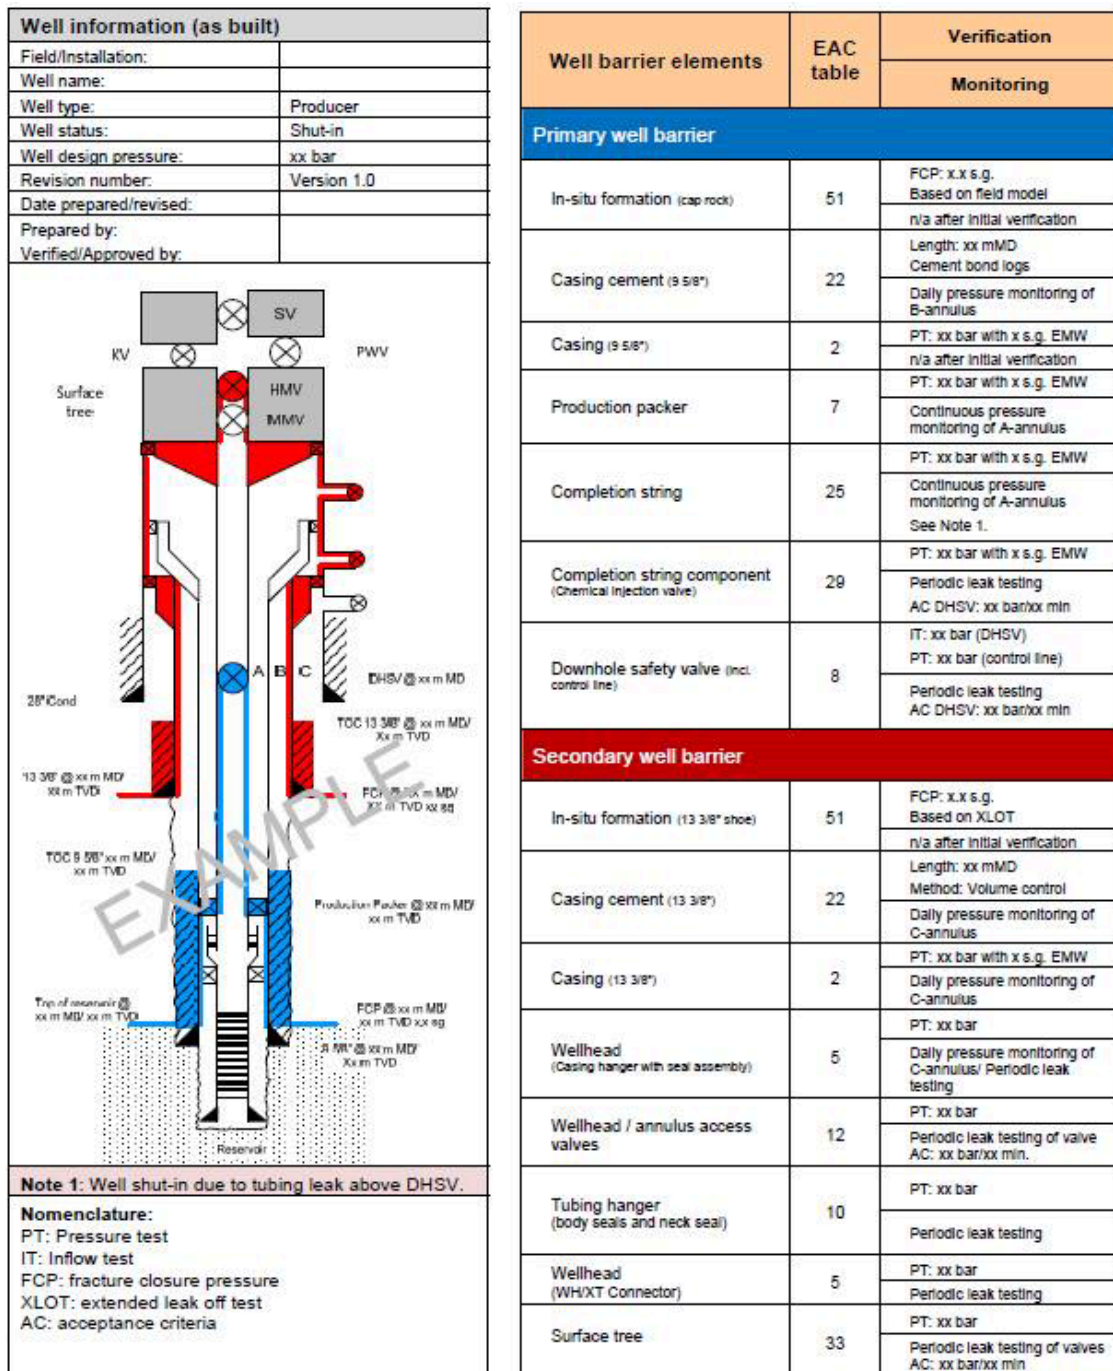 Well information (as built)
Field/Installation:
Well name:
Well type: Producer
Well status: Shut-in
Well design pressure: xx bar
Revision number: Version 1.0
Date prepared/revised:
Prepared by:
Verified/Approved by:
SV
KV
PWV
Surface
tree
HMV
MMV
A
B
C
DHSV @ xx m MD
28" Cond
TOC 13 3/8" @ xx m MD/
Xx m TVD
13 3/8" @ xx m MD/
xx m TVD
FCP @ xx m MD/
XX m TVD xx sg
EXAMPLE
TOC 9 5/8" xx m MD/
xx m TVD
Production Packer @ xx m MD/
xx m TVD
Top of reservoir @
xx m MD/ xx m TVD
FCP @ xx m MD/
xx m TVD x,x sg
9 5/8" @ xx m MD/
Xx m TVD
Reservoir
Note 1: Well shut-in due to tubing leak above DHSV.
Nomenclature:
PT: Pressure test
IT: Inflow test
FCP: fracture closure pressure
XLOT: extended leak off test
AC: acceptance criteria
Well barrier elements
EAC
table
Verification
Monitoring
Primary well barrier
In-situ formation (cap rock)
51
FCP: x.x s.g.
Based on field model
n/a after initial verification
Casing cement (9 5/8")
22
Length: xx mMD
Cement bond logs
Daily pressure monitoring of
B-annulus
Casing (9 5/8")
2
PT: xx bar with x s.g. EMW
n/a after initial verification
Production packer
7
PT: xx bar with x s.g. EMW
Continuous pressure
monitoring of A-annulus
Completion string
25
PT: xx bar with x s.g. EMW
Continuous pressure
monitoring of A-annulus
See Note 1.
Completion string component
(Chemical injection valve)
29
PT: xx bar with x s.g. EMW
Periodic leak testing
AC DHSV: xx bar/xx min
Downhole safety valve (incl.
control line)
8
IT: xx bar (DHSV)
PT: xx bar (control line)
Periodic leak testing
AC DHSV: xx bar/xx min
Secondary well barrier
In-situ formation (13 3/8" shoe)
51
FCP: x.x s.g.
Based on XLOT
n/a after initial verification
Casing cement (13 3/8")
22
Length: xx mMD
Method: Volume control
Daily pressure monitoring of
C-annulus
Casing (13 3/8")
2
PT: xx bar with x s.g. EMW
Daily pressure monitoring of
C-annulus
Wellhead
(Casing hanger with seal assembly)
5
PT: xx bar
Daily pressure monitoring of
C-annulus/ Periodic leak
testing
Wellhead / annulus access
valves
12
PT: xx bar
Periodic leak testing of valve
AC: xx bar/xx min.
Tubing hanger
(body seals and neck seal)
10
PT: xx bar
Periodic leak testing
Wellhead
(WH/XT Connector)
5
PT: xx bar
Periodic leak testing
Surface tree
33
PT: xx bar
Periodic leak testing of valves
AC: xx bar/xx min